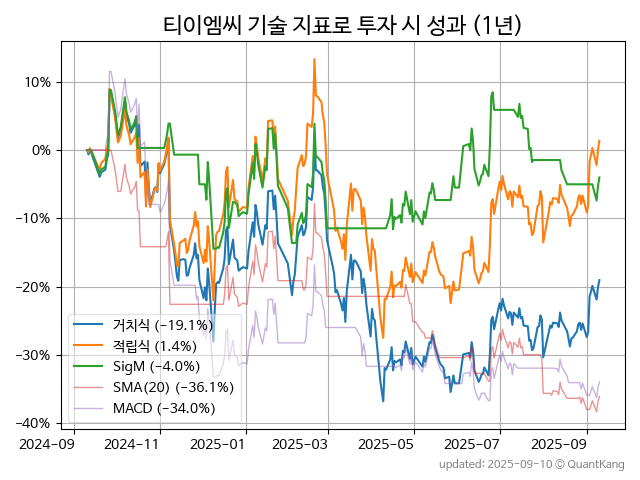 티이엠씨 기술 지표로 투자 시 성과 (1년)
10%
0%
−10%
−20%
−30%
−40%
거치식 (−19.1%)
적립식 (1.4%)
SigM (−4.0%)
SMA(20) (−36.1%)
MACD (−34.0%)
2024-09 2024-11 2025-01 2025-03 2025-05 2025-07 2025-09
updated: 2025-09-10 © QuantKang